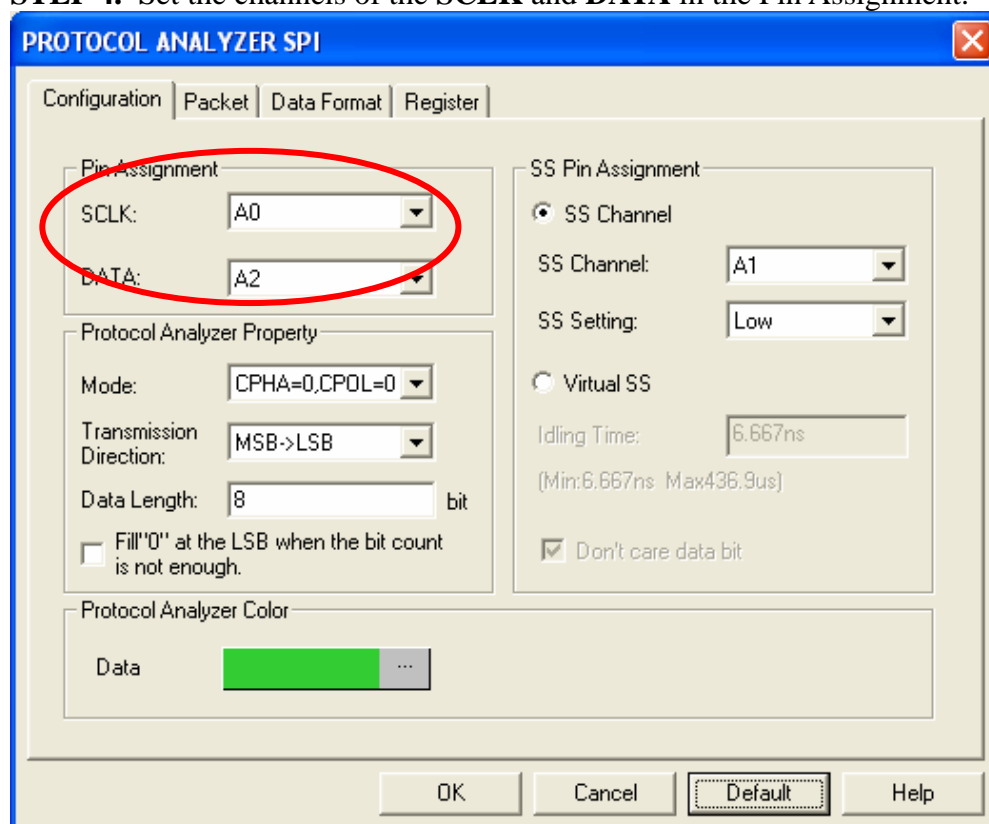 STEP 4. Set the channels of the SCLK and DATA in the Pin Assignment.
PROTOCOL ANALYZER SPI
Configuration Packet Data Format Register
Pin Assignment
SCLK: A0
DATA: A2
Protocol Analyzer Property
Mode: CPHA=0,CPOL=0
Transmission
Direction: MSB->LSB
Data Length: 8 bit
Fill"0" at the LSB when the bit count
is not enough.
SS Pin Assignment
SS Channel
SS Channel: A1
SS Setting: Low
Virtual SS
Idling Time: 6.667ns
(Min:6.667ns Max436.9us)
Don't care data bit
Protocol Analyzer Color
Data ...
OK Cancel Default Help